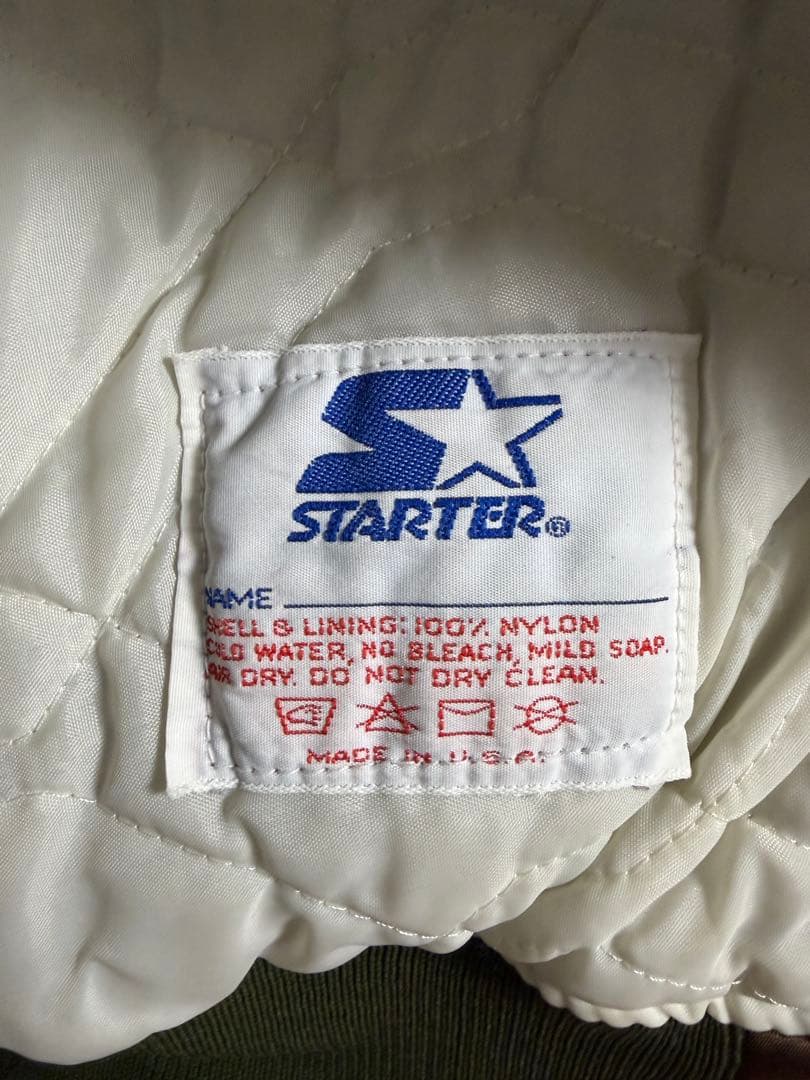 STARTER®
NAME
SHELL & LINING: 100% NYLON
COLD WATER, NO BLEACH, MILD SOAP.
AIR DRY. DO NOT DRY CLEAN.
MADE IN U.S.A.